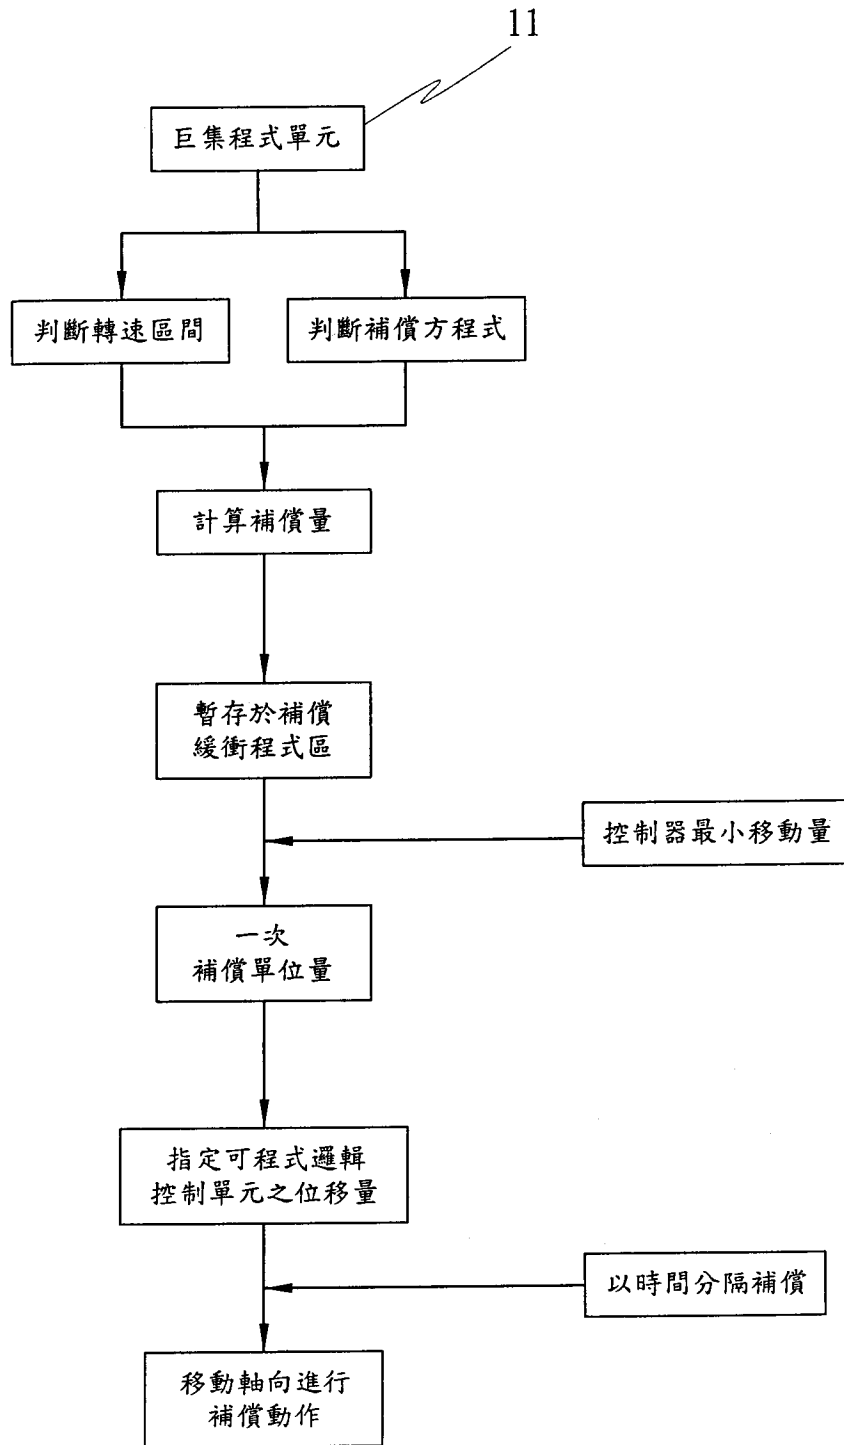 11
巨集程式單元
判斷轉速區間
判斷補償方程式
計算補償量
暫存於補償
緩衝程式區
控制器最小移動量
一次
補償單位量
指定可程式邏輯
控制單元之位移量
以時間分隔補償
移動軸向進行
補償動作